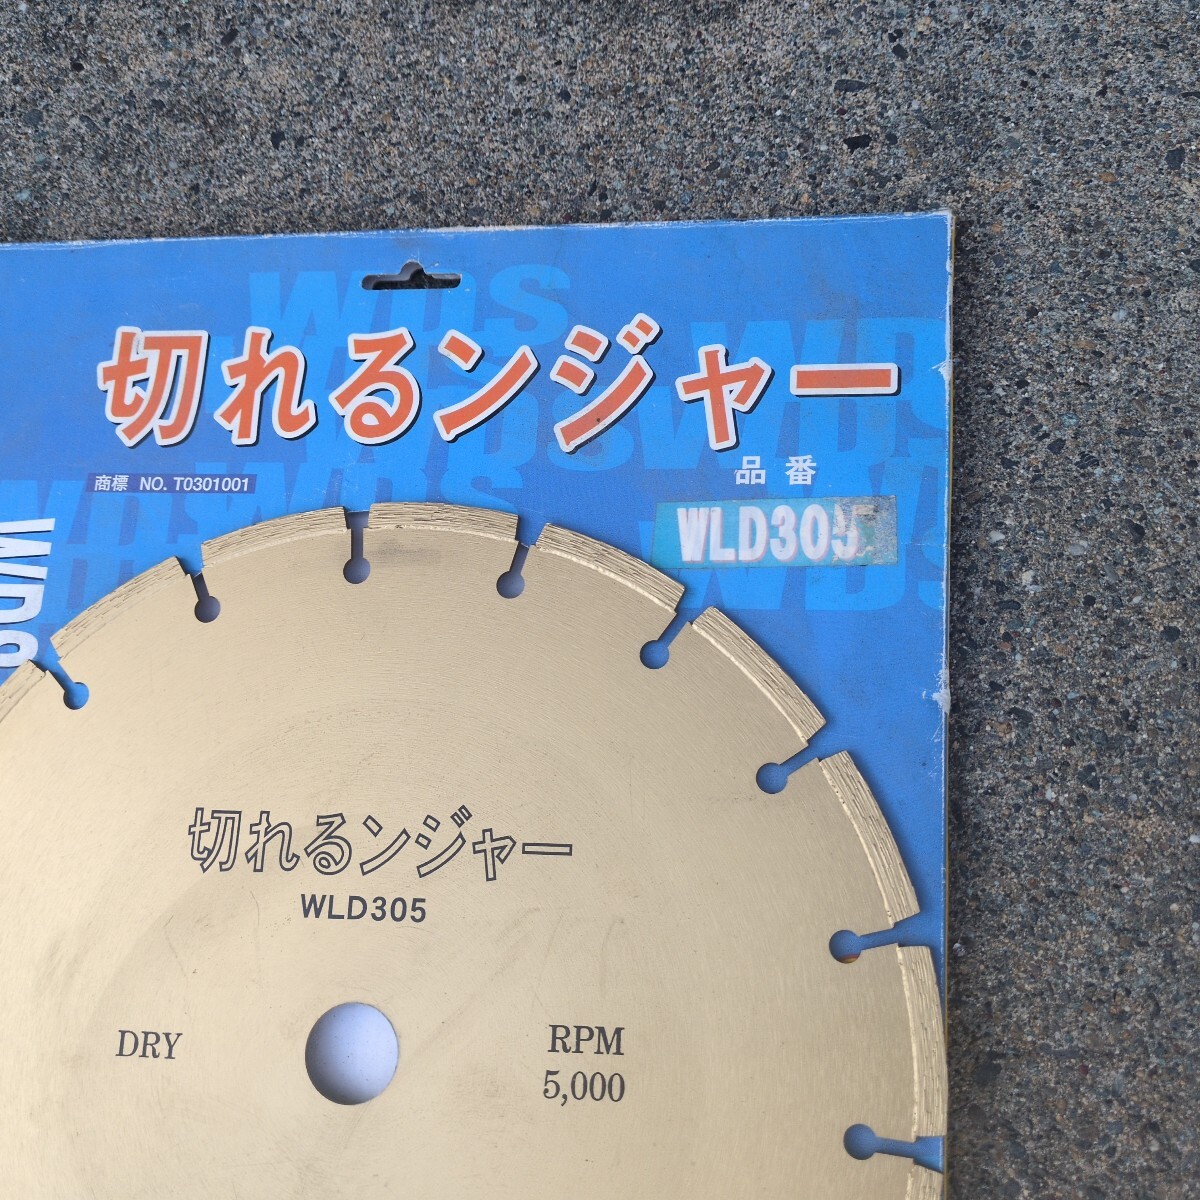 切れるンジャー
商標 NO. T0301001
品番
WLD305
WDS
切れるンジャー
WLD305
DRY
RPM
5,000